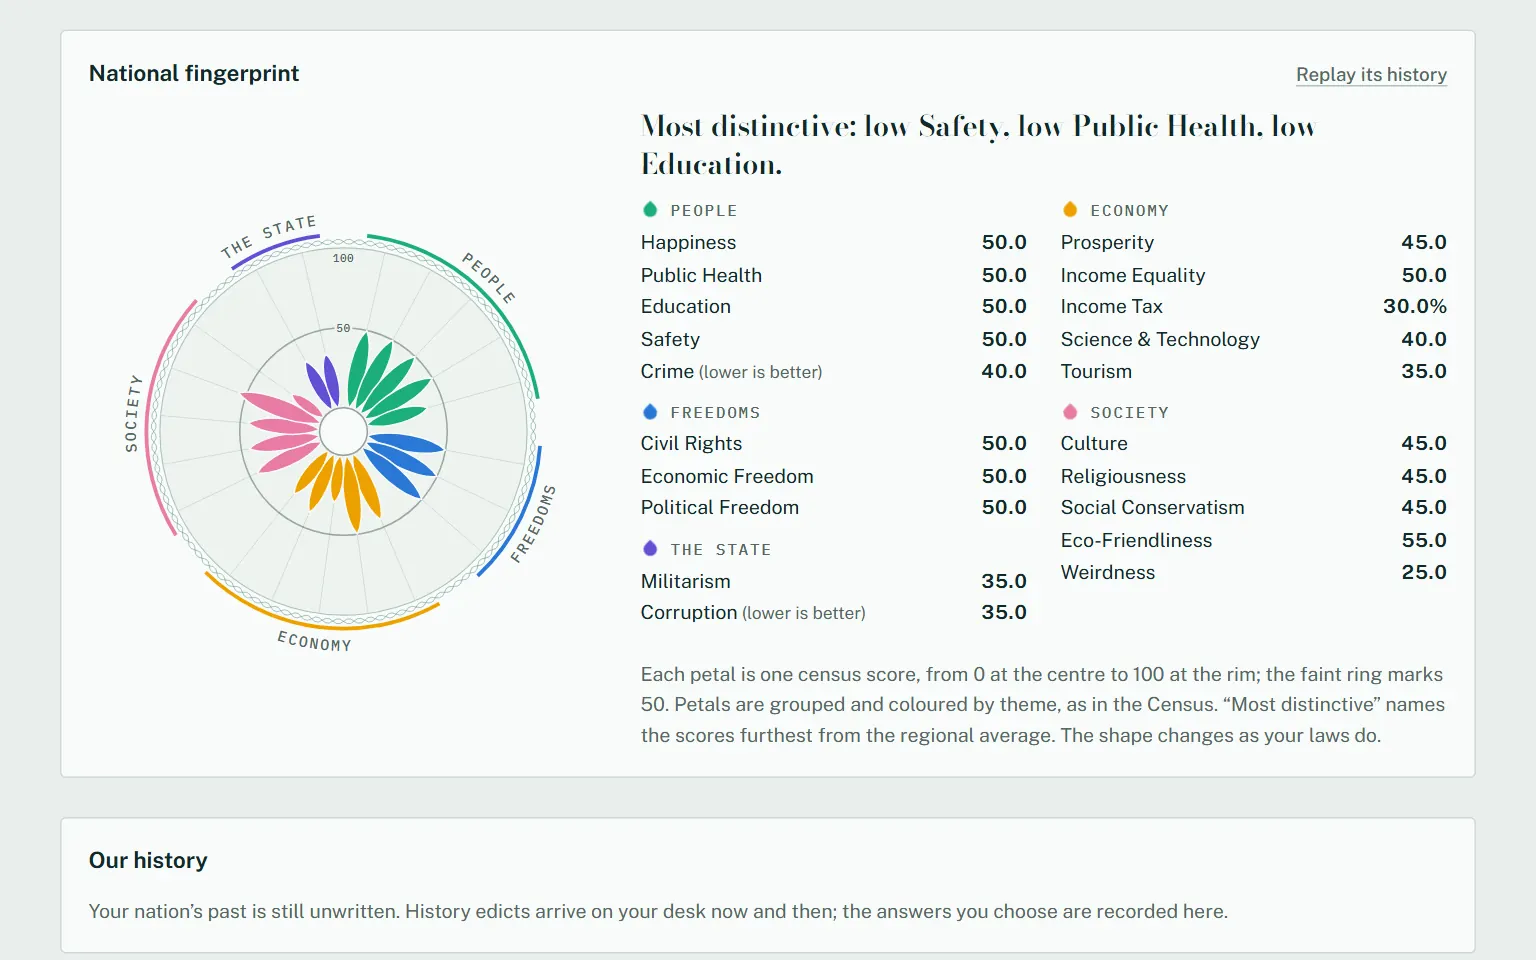 National fingerprint
Replay its history
THE STATE
PEOPLE
FREEDOMS
ECONOMY
SOCIETY
100
50
Most distinctive: low Safety, low Public Health, low
Education.
PEOPLE
Happiness 50.0
Public Health 50.0
Education 50.0
Safety 50.0
Crime (lower is better) 40.0
FREEDOMS
Civil Rights 50.0
Economic Freedom 50.0
Political Freedom 50.0
THE STATE
Militarism 35.0
Corruption (lower is better) 35.0
ECONOMY
Prosperity 45.0
Income Equality 50.0
Income Tax 30.0%
Science & Technology 40.0
Tourism 35.0
SOCIETY
Culture 45.0
Religiousness 45.0
Social Conservatism 45.0
Eco-Friendliness 55.0
Weirdness 25.0
Each petal is one census score, from 0 at the centre to 100 at the rim; the faint ring marks
50. Petals are grouped and coloured by theme, as in the Census. “Most distinctive” names
the scores furthest from the regional average. The shape changes as your laws do.
Our history
Your nation’s past is still unwritten. History edicts arrive on your desk now and then; the answers you choose are recorded here.